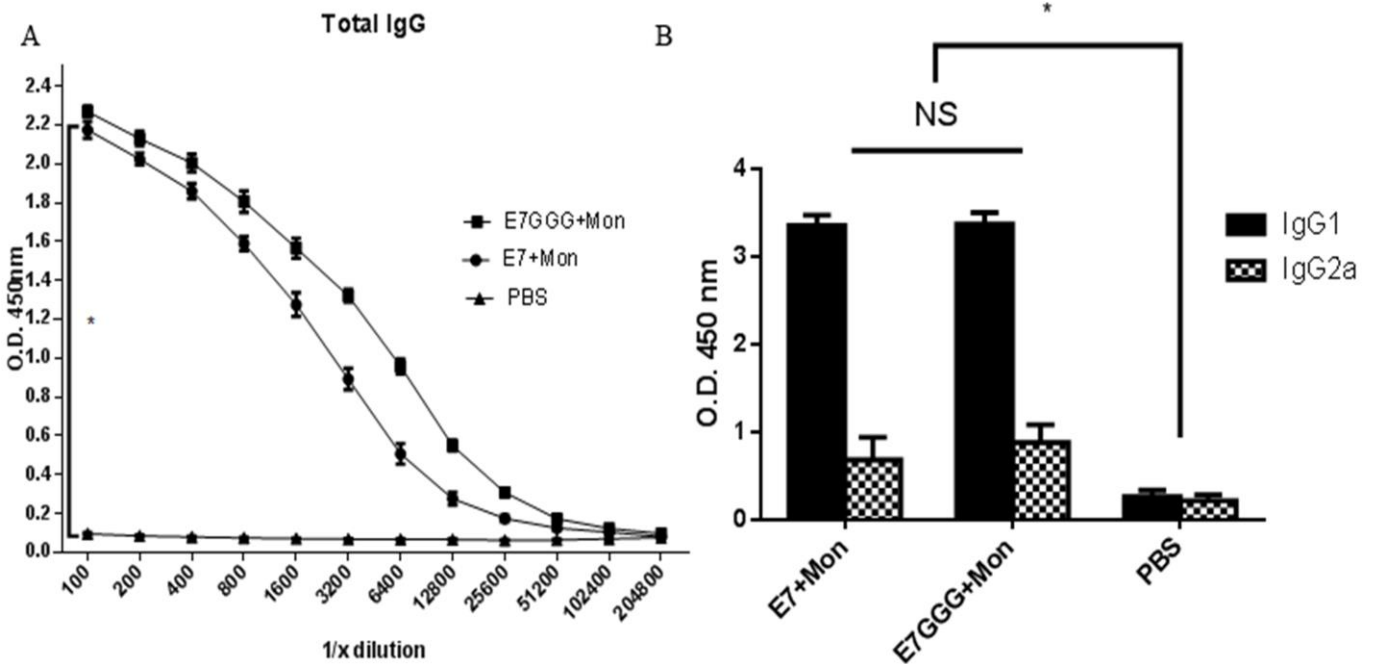 A
Total IgG
B
2.4
2.2
2.0
1.8
1.6
1.4
1.2
1.0
0.8
0.6
0.4
0.2
0.0
O.D. 450nm
*
E7GGG+Mon
E7+Mon
PBS
100
200
400
800
1600
3200
6400
12800
25600
51200
102400
204800
1/x dilution
*
NS
4
3
2
1
0
O.D. 450 nm
IgG1
IgG2a
E7+Mon
E7GGG+Mon
PBS